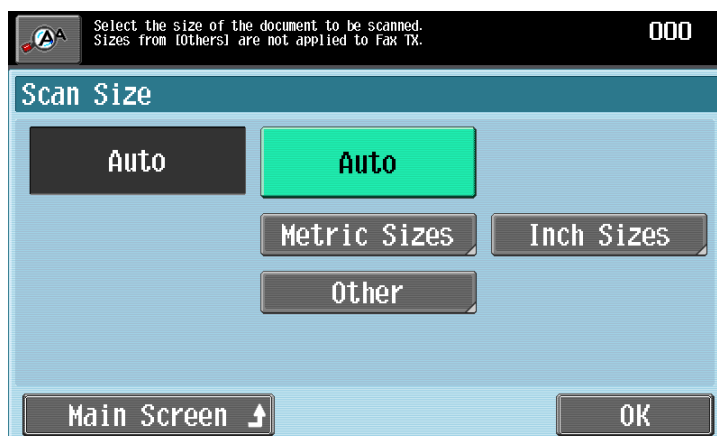 Select the size of the document to be scanned.
Sizes from [Others] are not applied to Fax TX.
000
Scan Size
Auto
Auto
Metric Sizes
Inch Sizes
Other
Main Screen
OK